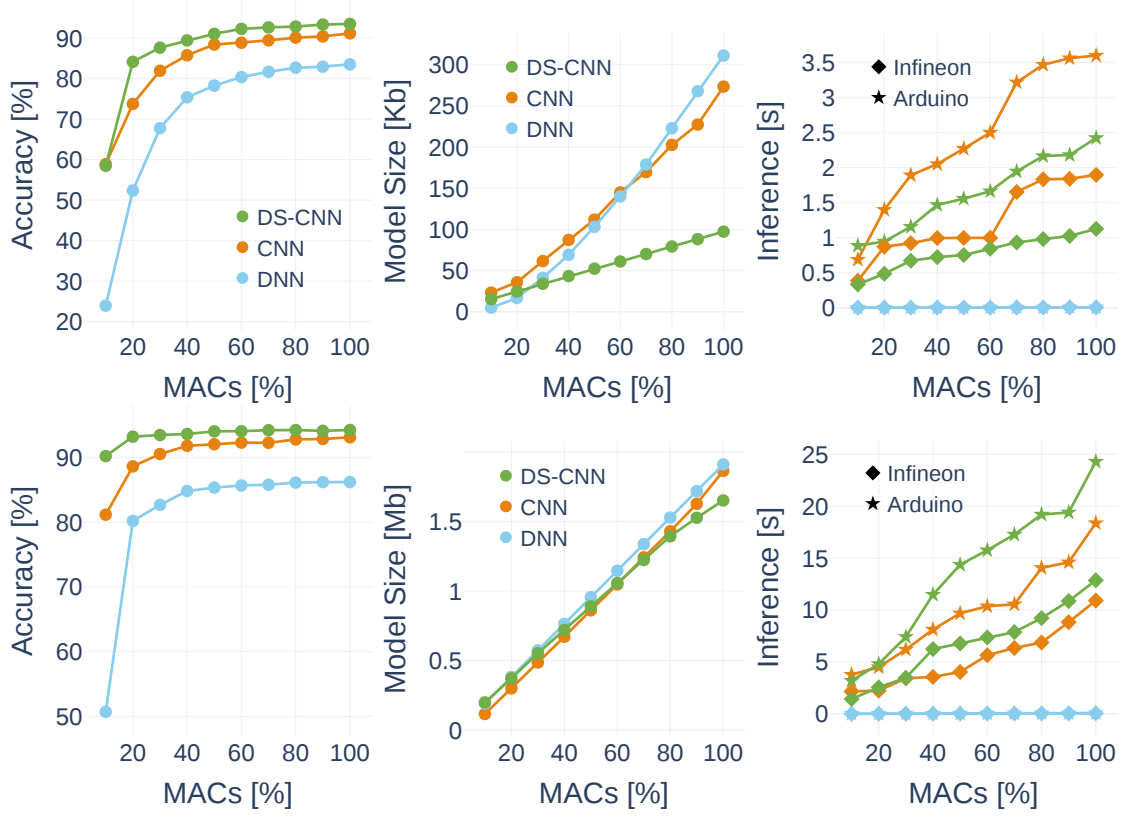 Accuracy [%]
90
80
70
60
50
40
30
20
DS-CNN
CNN
DNN
20 40 60 80 100
MACs [%]
Model Size [Kb]
300
250
200
150
100
50
0
DS-CNN
CNN
DNN
20 40 60 80 100
MACs [%]
Inference [s]
3.5
3
2.5
2
1.5
1
0.5
0
Infineon
Arduino
20 40 60 80 100
MACs [%]
Accuracy [%]
90
80
70
60
50
20 40 60 80 100
MACs [%]
Model Size [Mb]
1.5
1
0.5
0
DS-CNN
CNN
DNN
20 40 60 80 100
MACs [%]
Inference [s]
25
20
15
10
5
0
Infineon
Arduino
20 40 60 80 100
MACs [%]